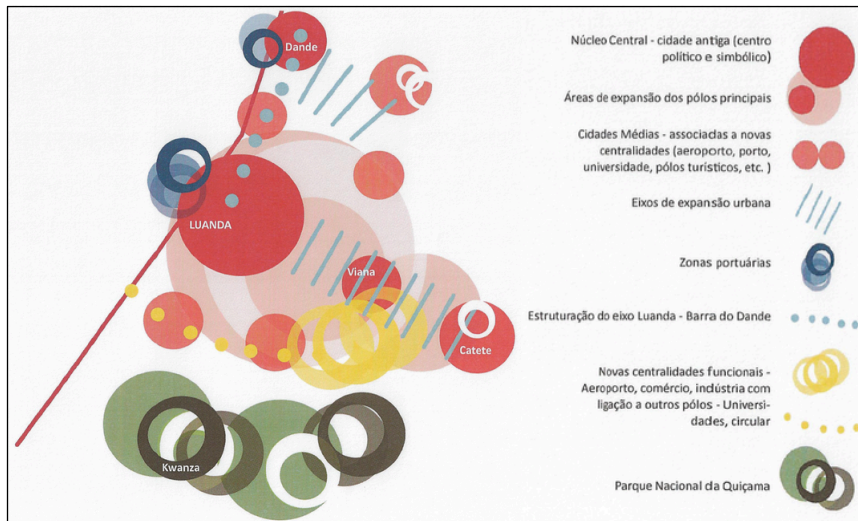 Dande
LUANDA
Viana
Catete
Kwanza
Núcleo Central - cidade antiga (centro
político e simbólico)
Áreas de expansão dos pólos principais
Cidades Médias - associadas a novas
centralidades (aeroporto, porto,
universidade, pólos turísticos, etc. )
Eixos de expansão urbana
Zonas portuárias
Estruturação do eixo Luanda - Barra do Dande
Novas centralidades funcionais -
Aeroporto, comércio, indústria com
ligação a outros pólos - Universi-
dades, circular
Parque Nacional da Quiçama